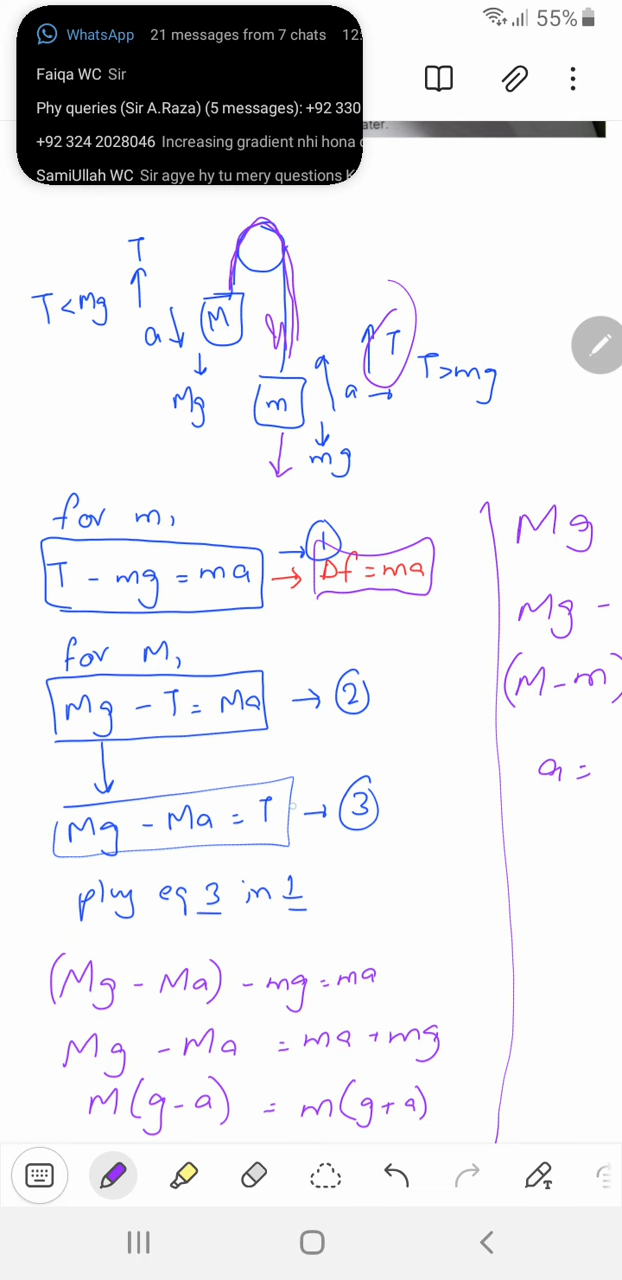 55%
WhatsApp 21 messages from 7 chats 12:
Faiqa WC Sir
Phy queries (Sir A.Raza) (5 messages): +92 330
+92 324 2028046 Increasing gradient nhi hona
SamiUllah WC Sir agye hy tu mery questions K
ater.
T
T<Mg
a
M
T
T>mg
Mg
m
a
mg
for m,
T - mg = ma → ① → Df = ma
for M,
Mg - T = Ma → ②
Mg - Ma = T → ③
plug eq 3 in 1
(Mg - Ma) - mg = ma
Mg - Ma = ma + mg
M(g-a) = m(g+a)
Mg
Mg -
(M-m)
a =